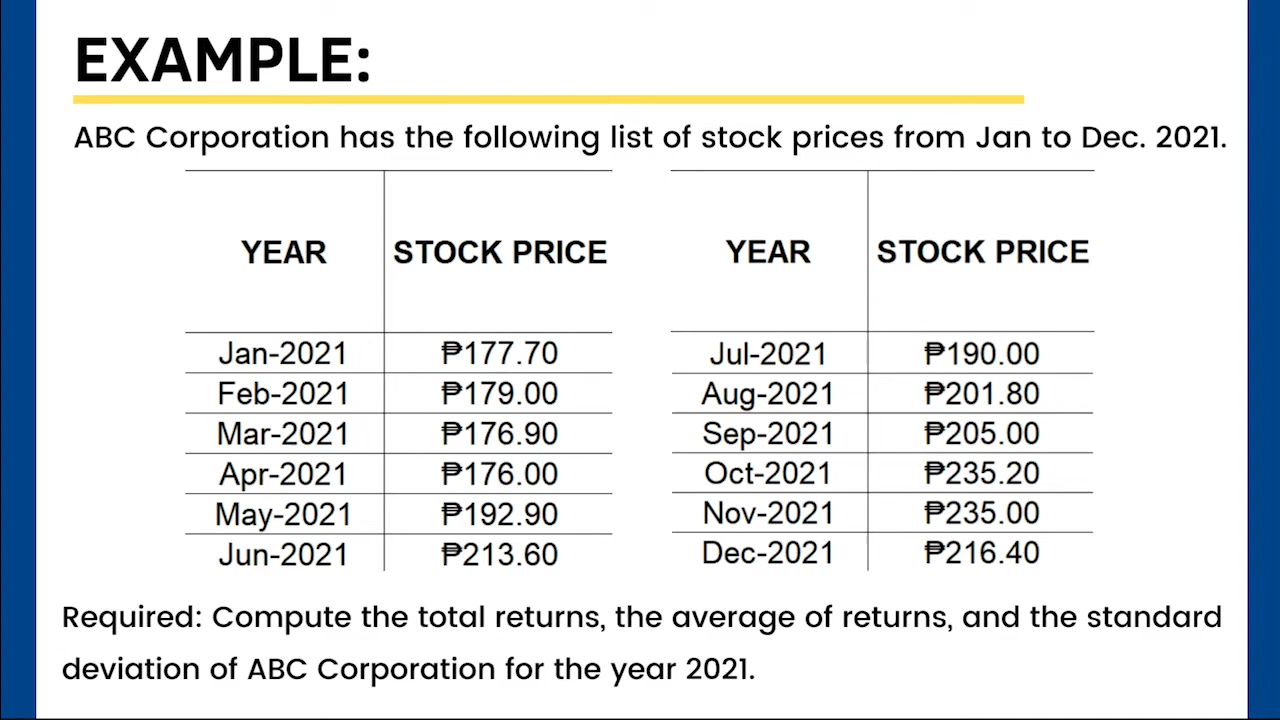 EXAMPLE:
ABC Corporation has the following list of stock prices from Jan to Dec. 2021.
YEAR STOCK PRICE
Jan-2021 ₱177.70
Feb-2021 ₱179.00
Mar-2021 ₱176.90
Apr-2021 ₱176.00
May-2021 ₱192.90
Jun-2021 ₱213.60
YEAR STOCK PRICE
Jul-2021 ₱190.00
Aug-2021 ₱201.80
Sep-2021 ₱205.00
Oct-2021 ₱235.20
Nov-2021 ₱235.00
Dec-2021 ₱216.40
Required: Compute the total returns, the average of returns, and the standard
deviation of ABC Corporation for the year 2021.